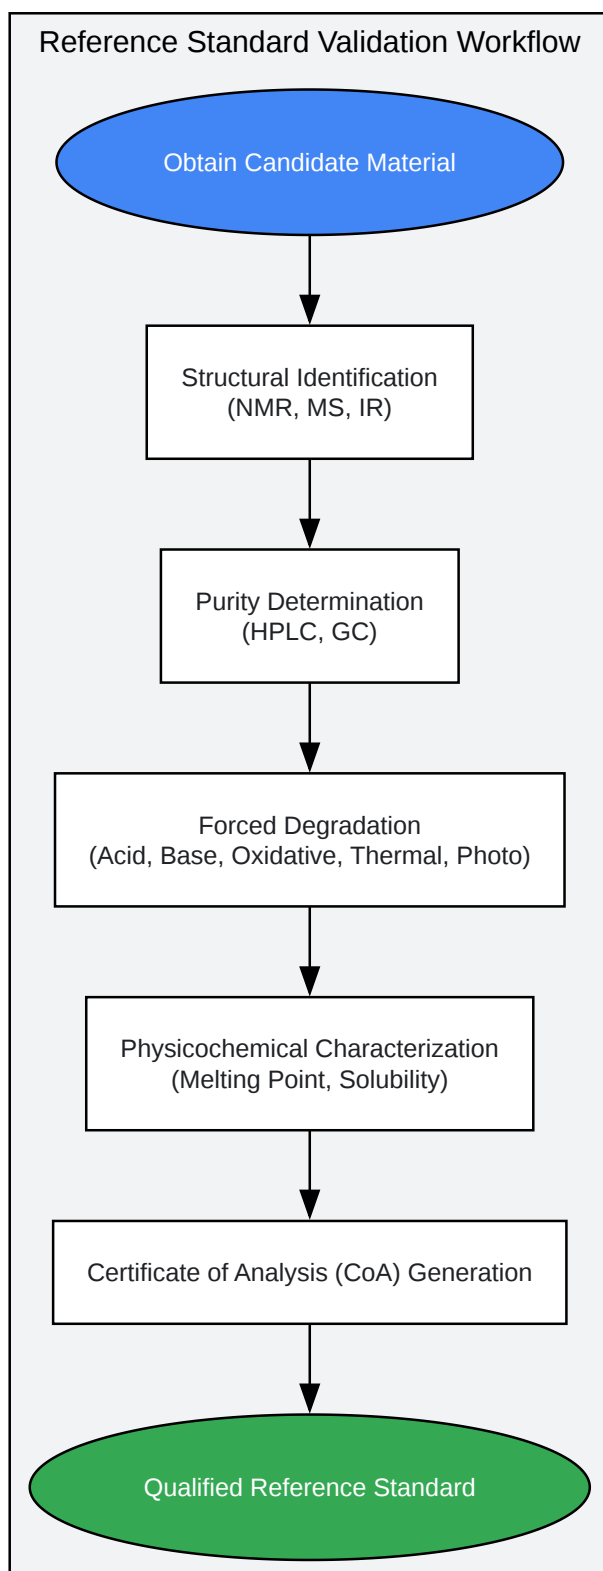 Reference Standard Validation Workflow
Obtain Candidate Material
Structural Identification
(NMR, MS, IR)
Purity Determination
(HPLC, GC)
Forced Degradation
(Acid, Base, Oxidative, Thermal, Photo)
Physicochemical Characterization
(Melting Point, Solubility)
Certificate of Analysis (CoA) Generation
Qualified Reference Standard